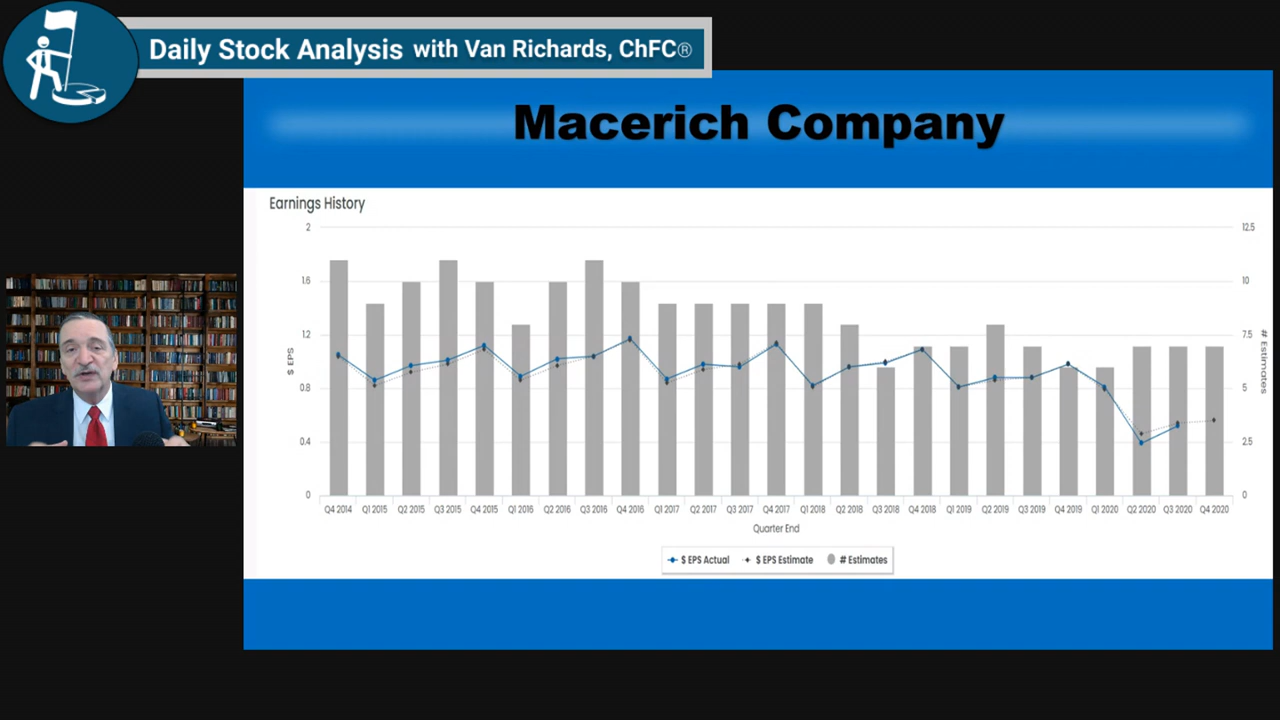 Daily Stock Analysis with Van Richards, ChFC®
Macerich Company
Earnings History
2
1.6
1.2
0.8
0.4
0
$ EPS
12.5
10
7.5
5
2.5
0
# Estimates
Q4 2014 Q1 2015 Q2 2015 Q3 2015 Q4 2015 Q1 2016 Q2 2016 Q3 2016 Q4 2016 Q1 2017 Q2 2017 Q3 2017 Q4 2017 Q1 2018 Q2 2018 Q3 2018 Q4 2018 Q1 2019 Q2 2019 Q3 2019 Q4 2019 Q1 2020 Q2 2020 Q3 2020 Q4 2020
Quarter End
$ EPS Actual $ EPS Estimate # Estimates